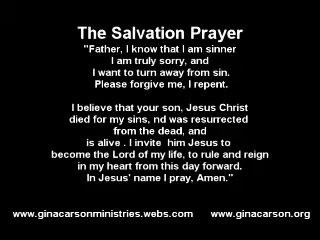 The Salvation Prayer
"Father, I know that I am sinner
I am truly sorry, and
I want to turn away from sin.
Please forgive me, I repent.
I believe that your son, Jesus Christ
died for my sins, nd was resurrected
from the dead, and
is alive . I invite  him Jesus to
become the Lord of my life, to rule and reign
in my heart from this day forward.
In Jesus' name I pray, Amen."
www.ginacarsonministries.webs.com www.ginacarson.org